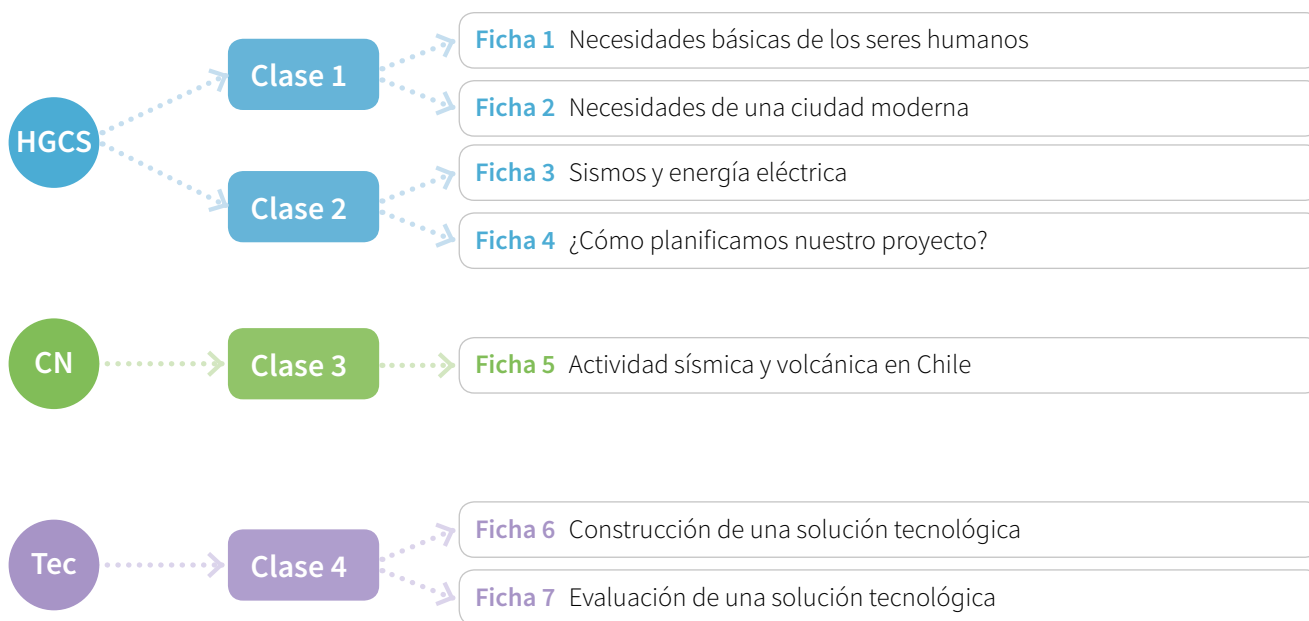 HGCS
Clase 1
Ficha 1 Necesidades básicas de los seres humanos
Ficha 2 Necesidades de una ciudad moderna
Clase 2
Ficha 3 Sismos y energía eléctrica
Ficha 4 ¿Cómo planificamos nuestro proyecto?
CN
Clase 3
Ficha 5 Actividad sísmica y volcánica en Chile
Tec
Clase 4
Ficha 6 Construcción de una solución tecnológica
Ficha 7 Evaluación de una solución tecnológica